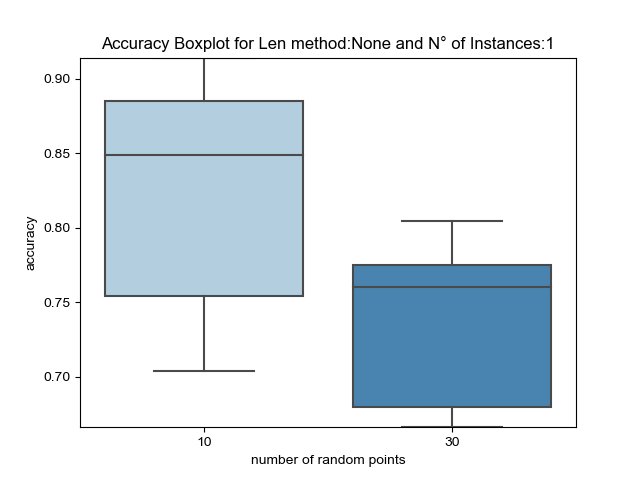 Accuracy Boxplot for Len method:None and N° of Instances:1
0.90
0.85
0.80
0.75
0.70
accuracy
10 30
number of random points